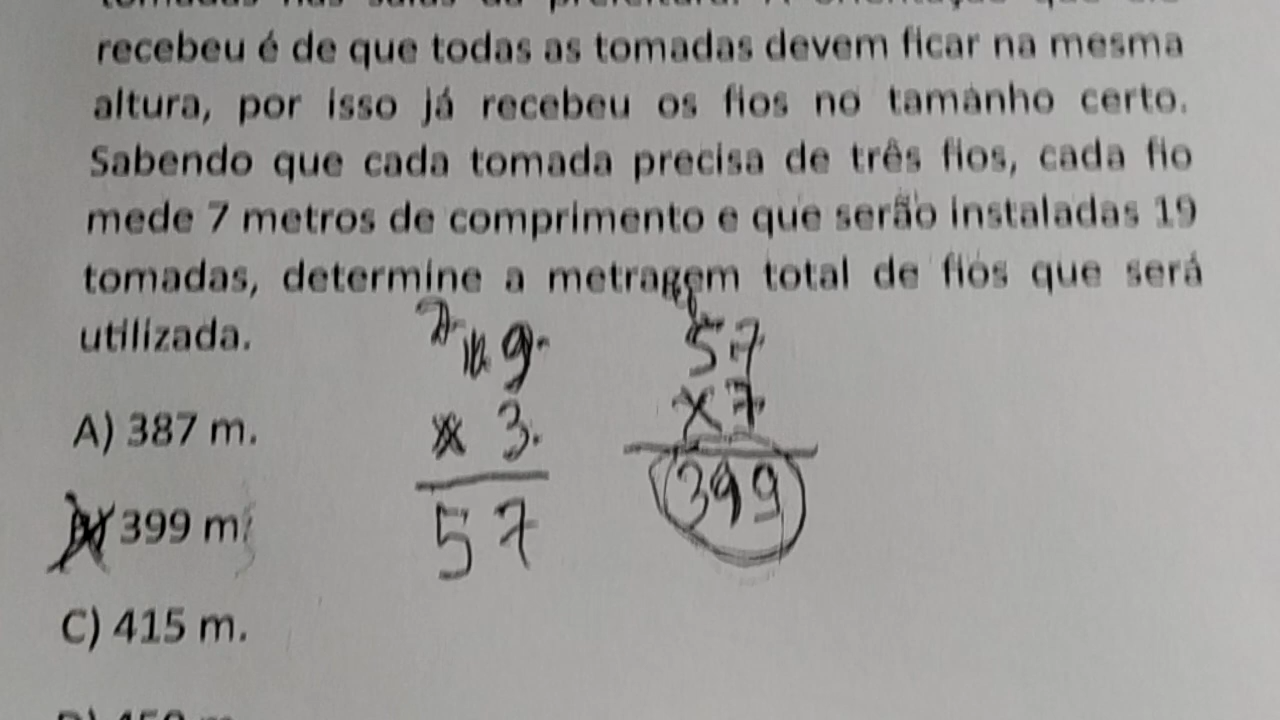 recebeu é de que todas as tomadas devem ficar na mesma
altura, por isso já recebeu os fios no tamanho certo.
Sabendo que cada tomada precisa de três fios, cada fio
mede 7 metros de comprimento e que serão instaladas 19
tomadas, determine a metragem total de fios que será
utilizada.
A) 387 m.
B) 399 m.
C) 415 m.
2
19
x 3
57
57
x7
399